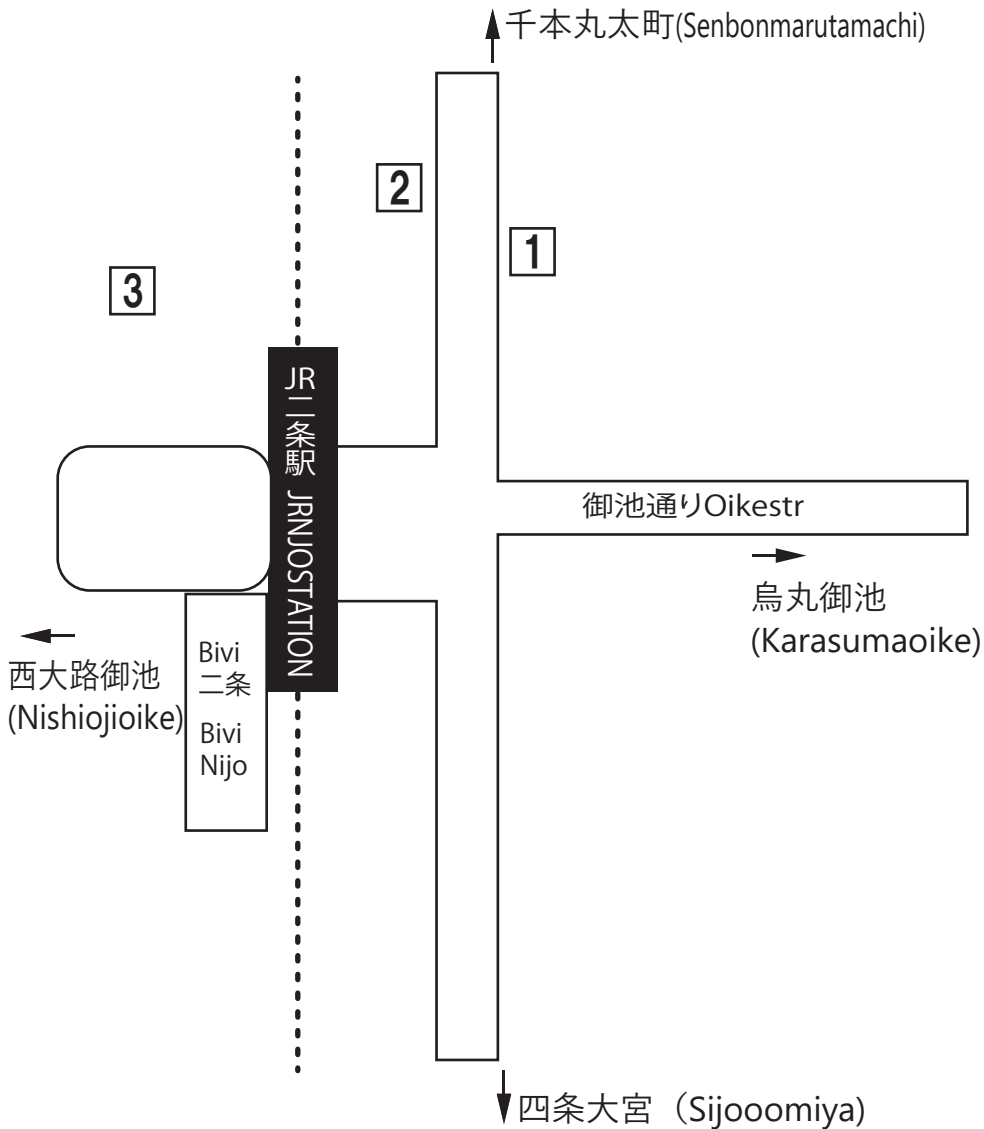 千本丸太町(Senbonmarutamachi)
2
1
3
JR二条駅 JRNJOSTATION
御池通りOikestr
烏丸御池
(Karasumaoike)
西大路御池
(Nishiojioike)
Bivi
二条
Bivi
Nijo
四条大宮（Sijooomiya)